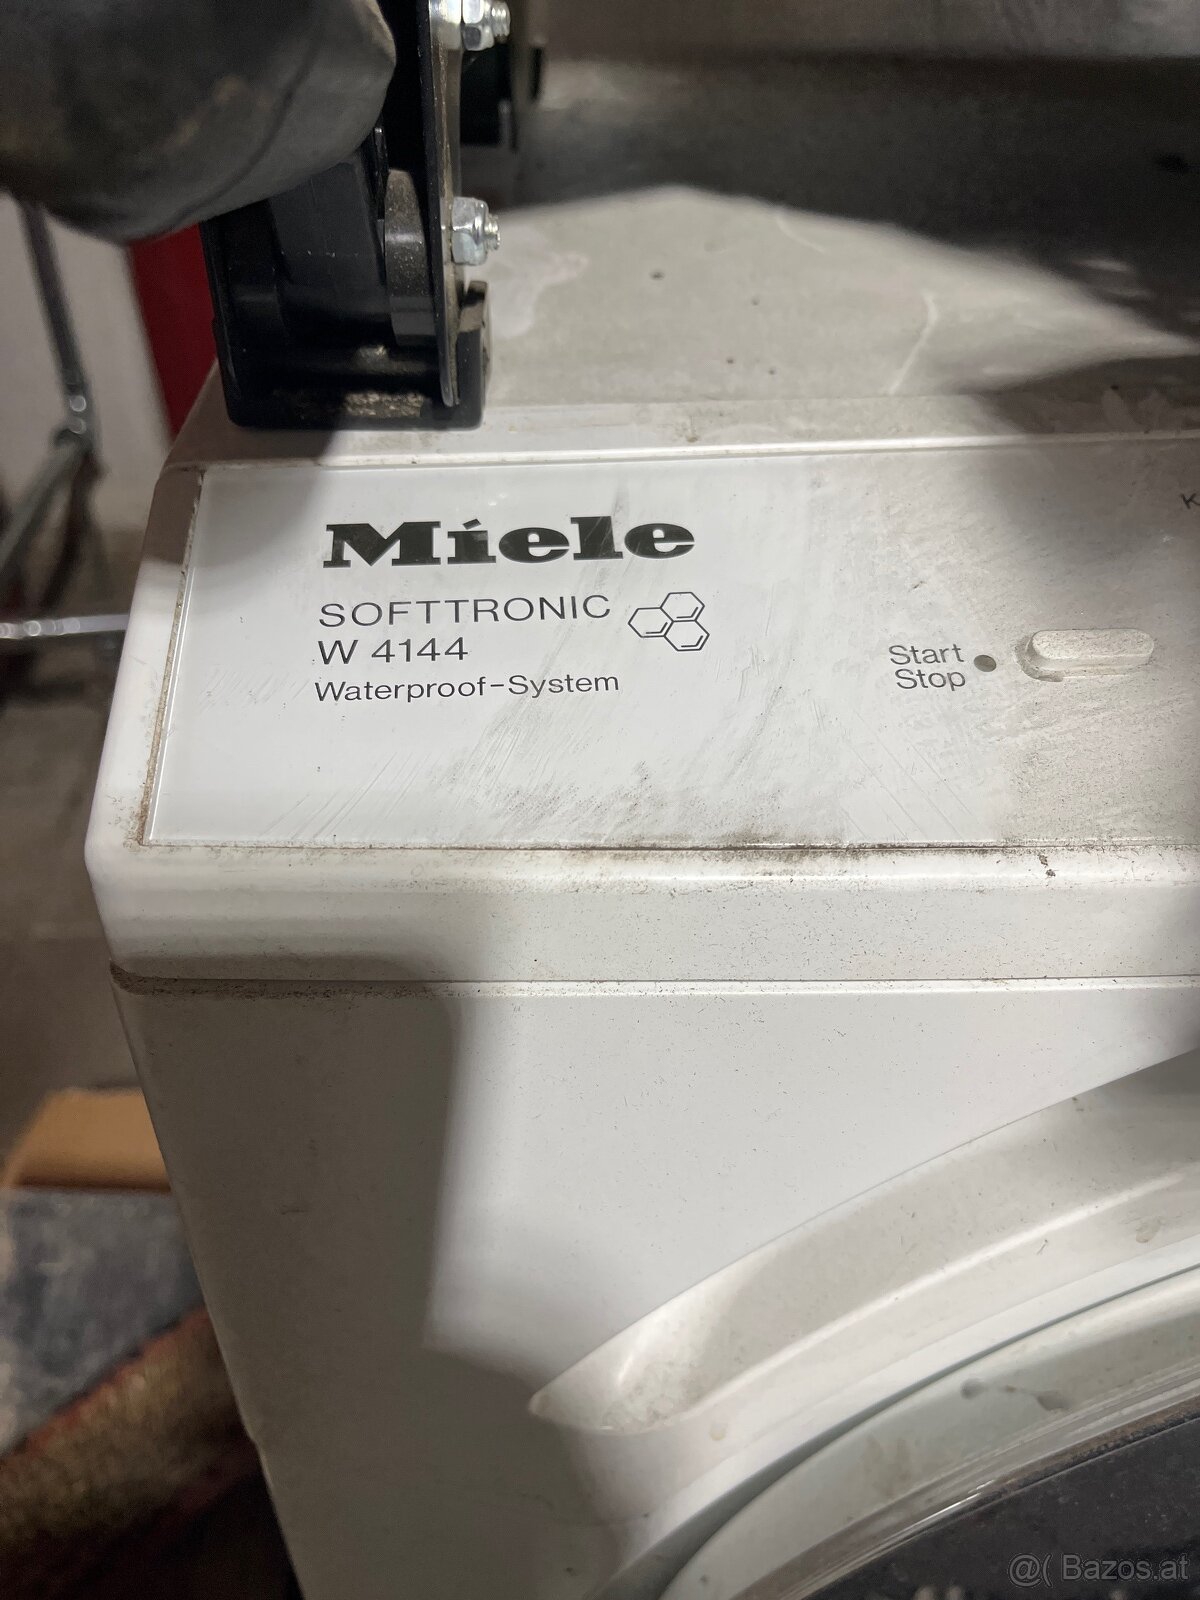 Miele
SOFTTRONIC
W 4144
Waterproof-System
Start
Stop
K
@( Bazos.at